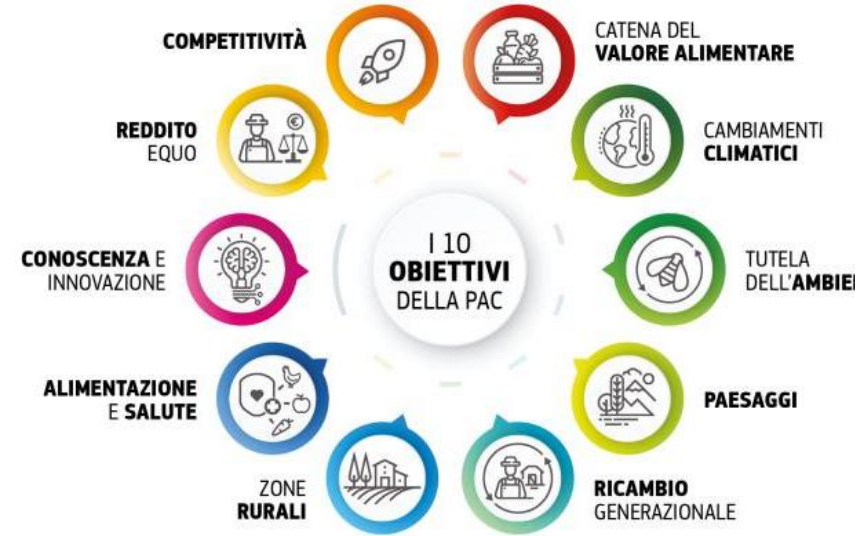 COMPETITIVITÀ
CATENA DEL
VALORE ALIMENTARE
REDDITO
EQUO
CAMBIAMENTI
CLIMATICI
CONOSCENZA E
INNOVAZIONE
I 10
OBIETTIVI
DELLA PAC
TUTELA
DELL'AMBIE
ALIMENTAZIONE
E SALUTE
PAESAGGI
ZONE
RURALI
RICAMBIO
GENERAZIONALE